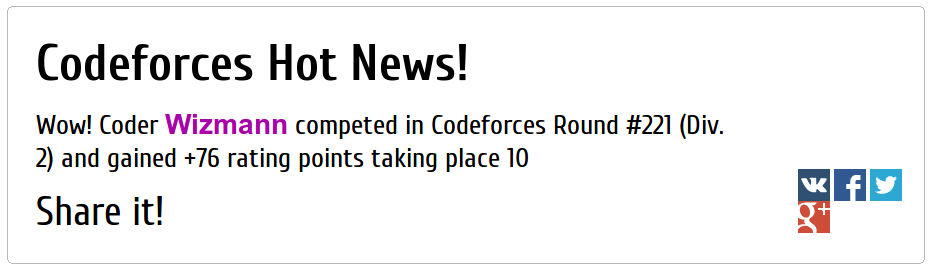 Codeforces Hot News!
Wow! Coder Wizmann competed in Codeforces Round #221 (Div.
2) and gained +76 rating points taking place 10
Share it!
g+